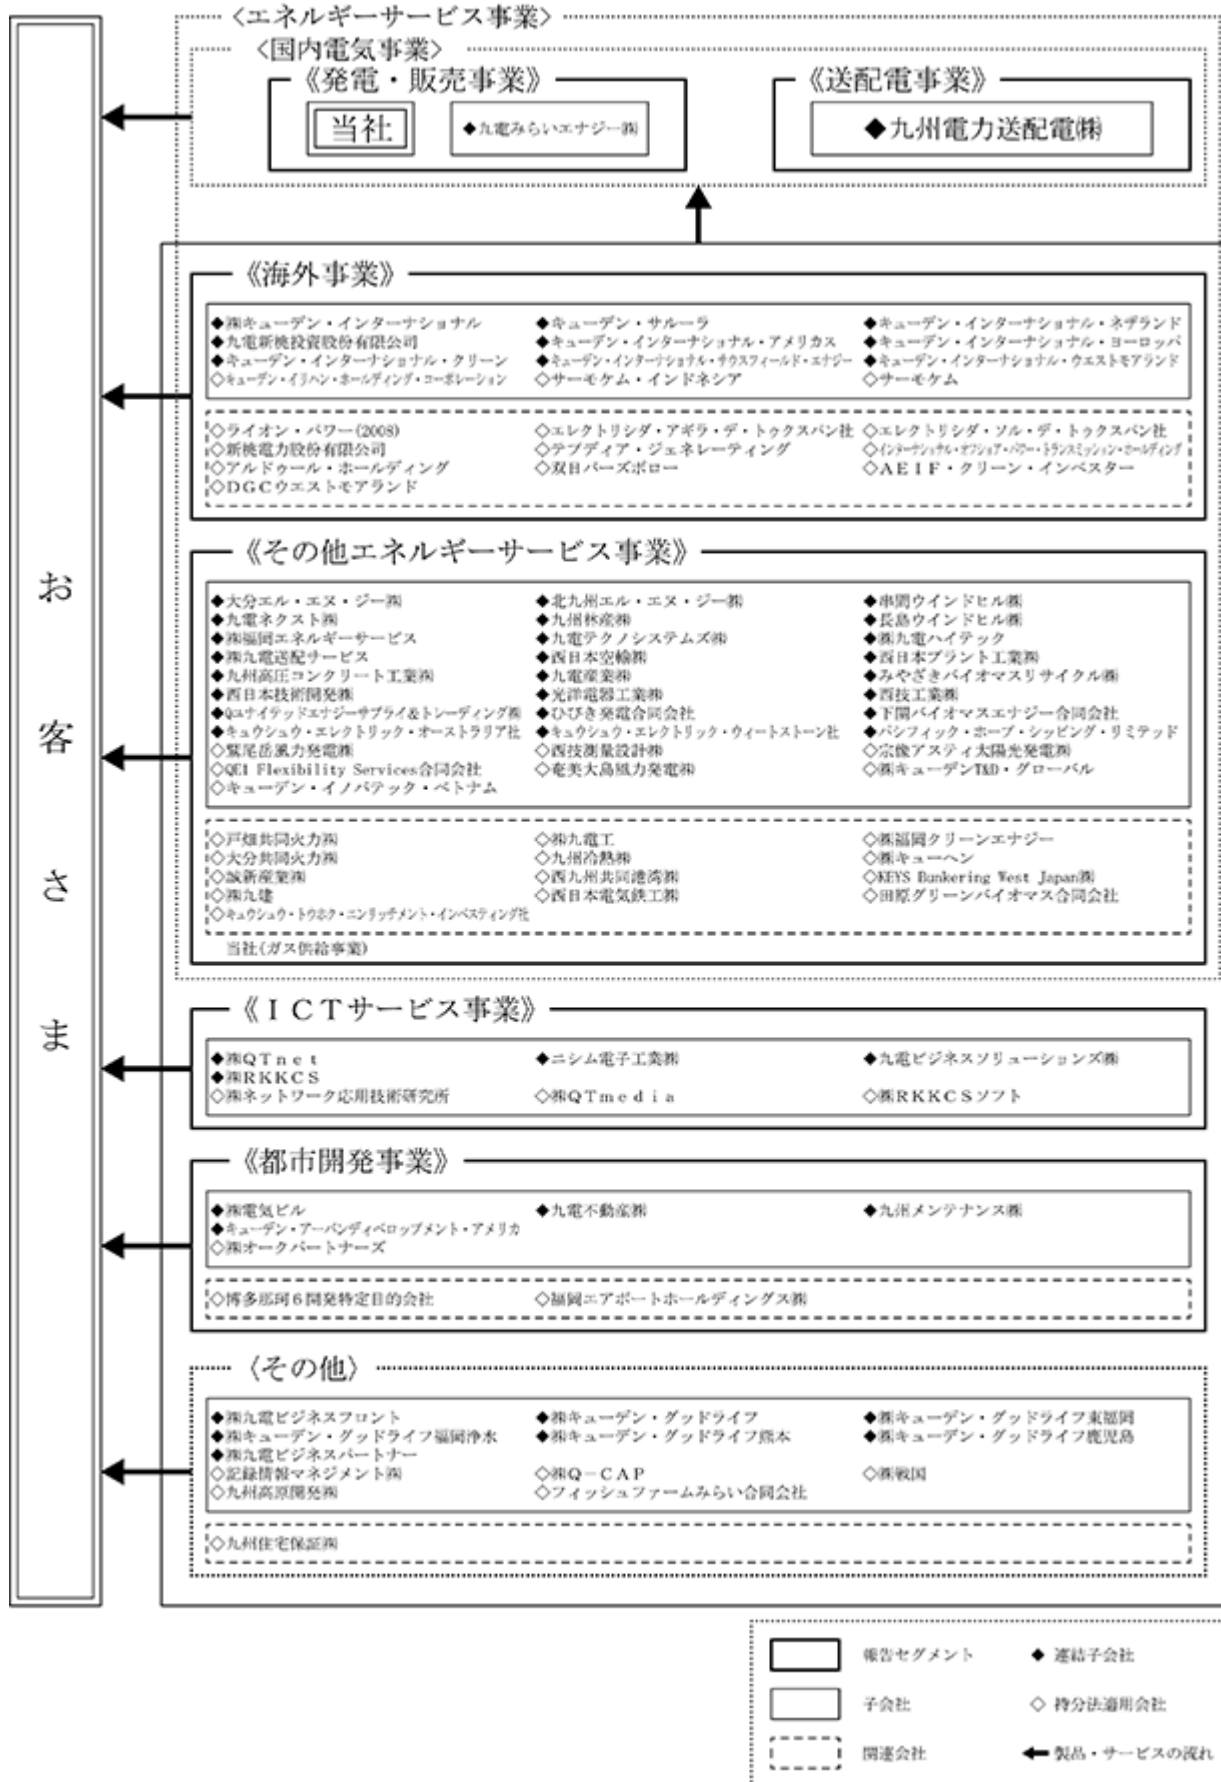 〈エネルギーサービス事業〉
〈国内電気事業〉
《発電・販売事業》
《送配電事業》
当社
◆九電みらいエナジー㈱
◆九州電力送配電㈱
お客さま
《海外事業》
◆㈱キューデン・インターナショナル ◆キューデン・サルーラ ◆キューデン・インターナショナル・ネザランド
◆九電新桃投資股份有限公司 ◆キューデン・インターナショナル・アメリカス ◆キューデン・インターナショナル・ヨーロッパ
◆キューデン・インターナショナル・クリーン ◆キューデン・インターナショナル・サウスフィールド・エナジー ◆キューデン・インターナショナル・ウエストモアランド
◇キューデン・イリハン・ホールディング・コーポレーション ◇サーモケム・インドネシア ◇サーモケム
◇ライオン・パワー(2008) ◇エレクトリシダ・アギラ・デ・トゥクスパン社 ◇エレクトリシダ・ソル・デ・トゥクスパン社
◇新桃電力股份有限公司 ◇テプディア・ジェネレーティング ◇インターナショナル・オフショア・パワー・トランスミッション・ホールディング
◇アルドゥール・ホールディング ◇双日バーズボロー ◇AEIF・クリーン・インベスター
◇DGCウエストモアランド
《その他エネルギーサービス事業》
◆大分エル・エヌ・ジー㈱ ◆北九州エル・エヌ・ジー㈱ ◆串間ウインドヒル㈱
◆九電ネクスト㈱ ◆九州林産㈱ ◆長島ウインドヒル㈱
◆㈱福岡エネルギーサービス ◆九電テクノシステムズ㈱ ◆㈱九電ハイテック
◆㈱九電送配サービス ◆西日本空輸㈱ ◆西日本プラント工業㈱
◆九州高圧コンクリート工業㈱ ◆九電産業㈱ ◆みやざきバイオマスリサイクル㈱
◆西日本技術開発㈱ ◆光洋電器工業㈱ ◆西技工業㈱
◆Qユナイテッドエナジーサプライ&トレーディング㈱ ◆ひびき発電合同会社 ◆下関バイオマスエナジー合同会社
◆キュウシュウ・エレクトリック・オーストラリア社 ◆キュウシュウ・エレクトリック・ウィートストーン社 ◆パシフィック・ホープ・シッピング・リミテッド
◇鷲尾岳風力発電㈱ ◇西技測量設計㈱ ◇宗像アスティ太陽光発電㈱
◇QEI Flexibility Services合同会社 ◇奄美大島風力発電㈱ ◇㈱キューデンT&D・グローバル
◇キューデン・イノバテック・ベトナム
◇戸畑共同火力㈱ ◇㈱九電工 ◇㈱福岡クリーンエナジー
◇大分共同火力㈱ ◇九州冷熱㈱ ◇㈱キューヘン
◇誠新産業㈱ ◇西九州共同港湾㈱ ◇KEYS Bunkering West Japan㈱
◇㈱九建 ◇西日本電気鉄工㈱ ◇田原グリーンバイオマス合同会社
◇キュウシュウ・トウホク・エンリッチメント・インベスティング社
当社(ガス供給事業)
《ICTサービス事業》
◆㈱QTnet ◆ニシム電子工業㈱ ◆九電ビジネスソリューションズ㈱
◆㈱RKKCS
◇㈱ネットワーク応用技術研究所 ◇㈱QTmedia ◇㈱RKKCSソフト
《都市開発事業》
◆㈱電気ビル ◆九電不動産㈱ ◆九州メンテナンス㈱
◆キューデン・アーバンディベロップメント・アメリカ
◇㈱オークパートナーズ
◇博多那珂6開発特定目的会社 ◇福岡エアポートホールディングス㈱
〈その他〉
◆㈱九電ビジネスフロント ◆㈱キューデン・グッドライフ ◆㈱キューデン・グッドライフ東福岡
◆㈱キューデン・グッドライフ福岡浄水 ◆㈱キューデン・グッドライフ熊本 ◆㈱キューデン・グッドライフ鹿児島
◆㈱九電ビジネスパートナー
◇記録情報マネジメント㈱ ◇㈱Q-CAP ◇㈱戦国
◇九州高原開発㈱ ◇フィッシュファームみらい合同会社
◇九州住宅保証㈱
報告セグメント ◆ 連結子会社
子会社 ◇ 持分法適用会社
関連会社 製品・サービスの流れ